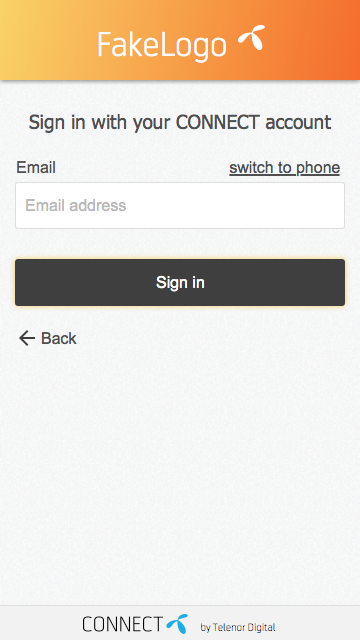 FakeLogo
Sign in with your CONNECT account
Email switch to phone
Email address
Sign in
Back
CONNECT by Telenor Digital